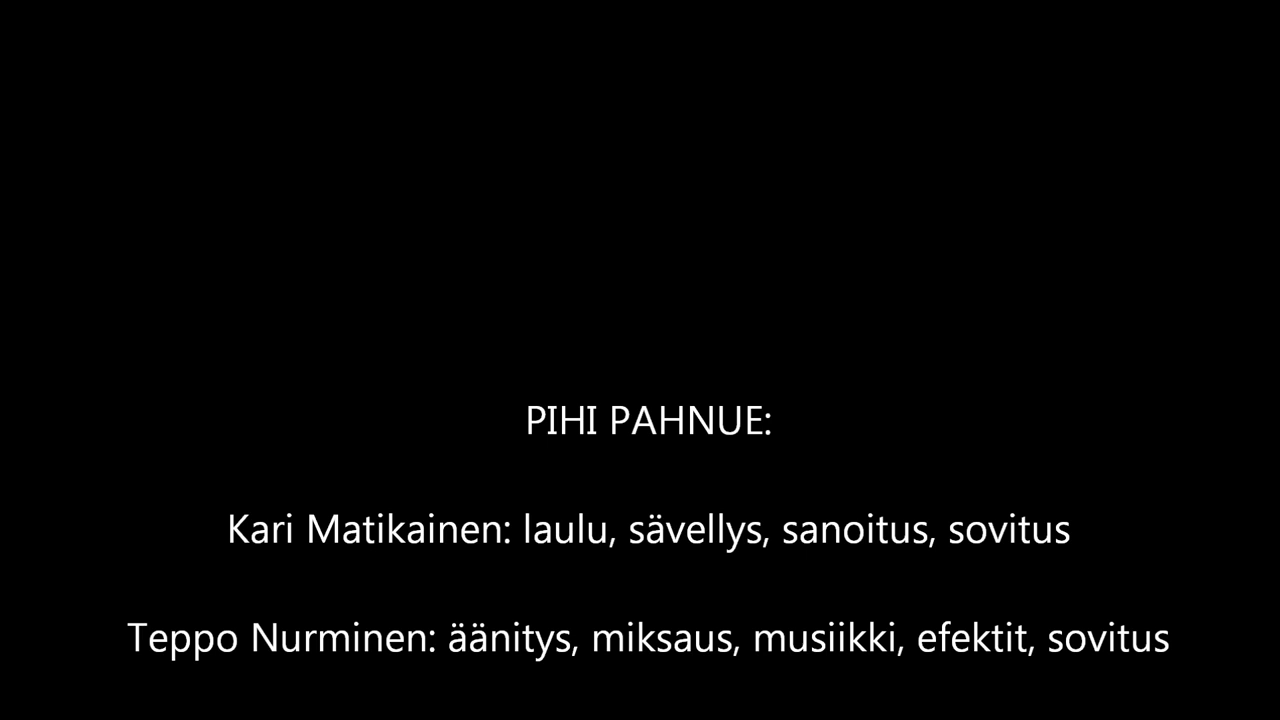 PIHI PAHNUE:
Kari Matikainen: laulu, sävellys, sanoitus, sovitus
Teppo Nurminen: äänitys, miksaus, musiikki, efektit, sovitus